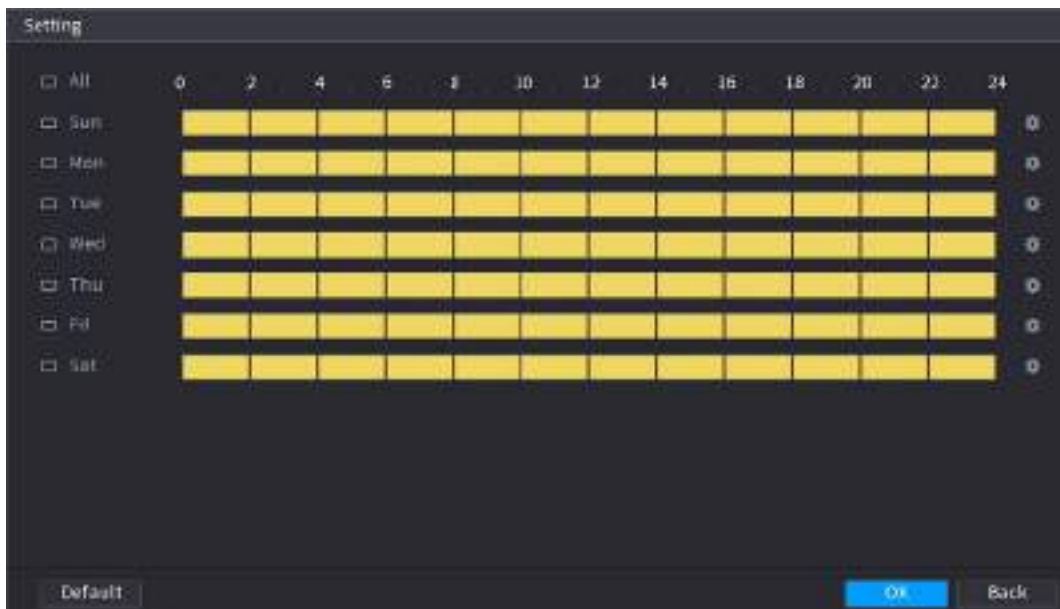 Setting
All 0 2 4 6 8 10 12 14 16 18 20 22 24
Sun
Mon
Tue
Wed
Thu
Fri
Sat
Default OK Back